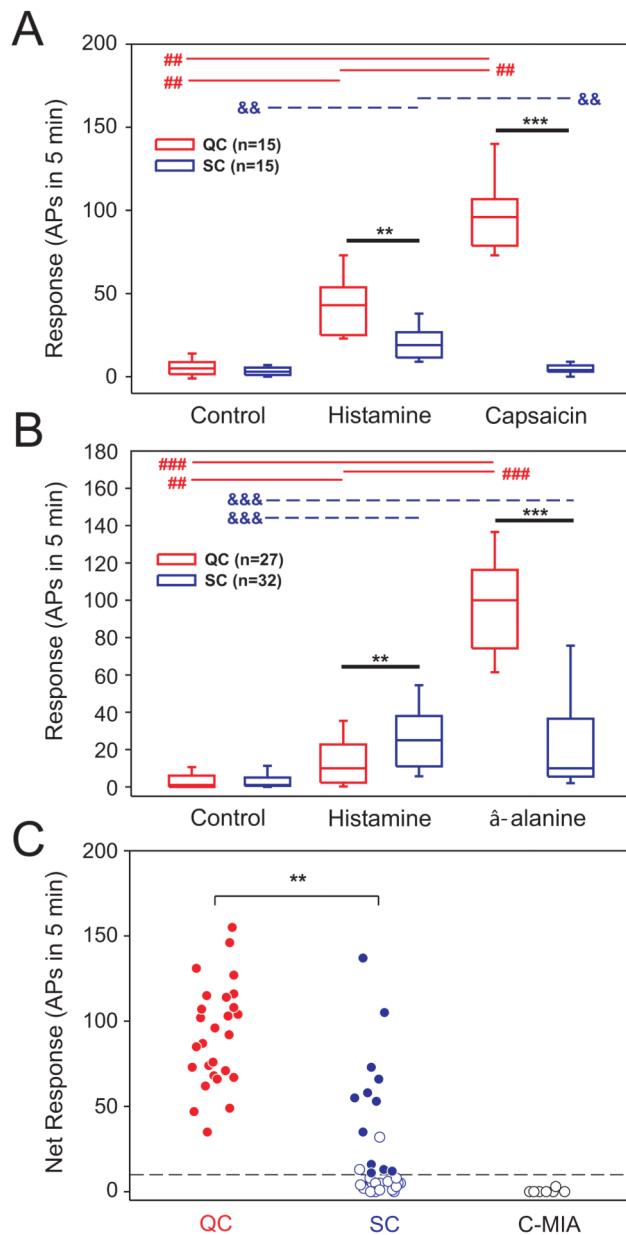 A
Response (APs in 5 min)
200
150
100
50
0
##
##
##
&&
&&
***
**
QC (n=15)
SC (n=15)
Control
Histamine
Capsaicin
B
Response (APs in 5 min)
180
160
140
120
100
80
60
40
20
0
###
##
###
&&&
&&&
***
**
QC (n=27)
SC (n=32)
Control
Histamine
â-alanine
C
Net Response (APs in 5 min)
200
150
100
50
0
**
QC
SC
C-MIA